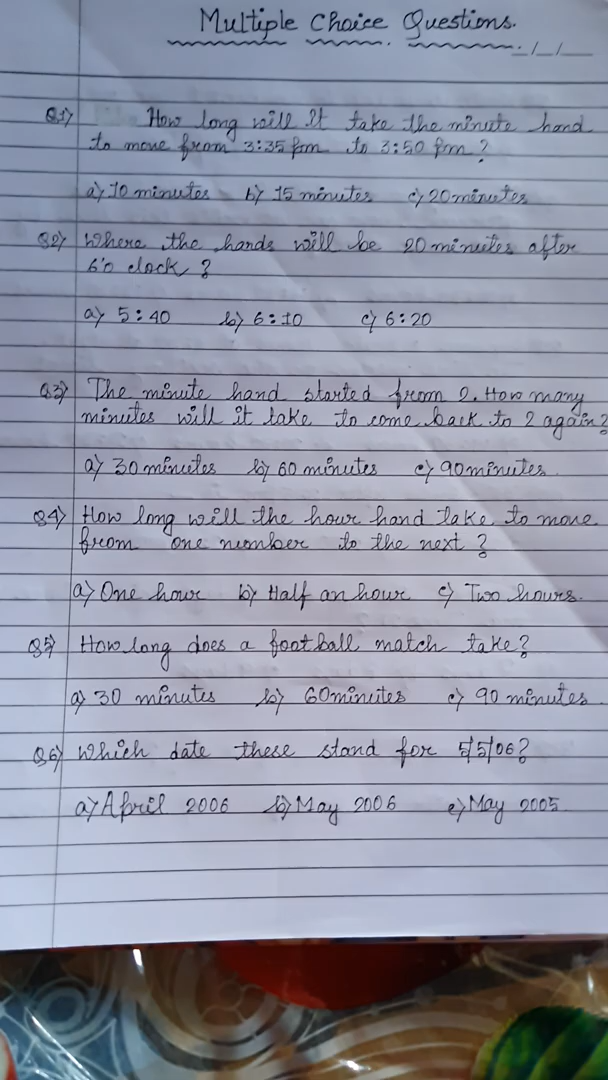 Multiple Choice Questions.
_/_/__
Q1) How long will it take the minute hand
to move from 3:35 pm to 3:50 pm?
a) 10 minutes b) 15 minutes c) 20 minutes
Q2) Where the hands will be 20 minutes after
6'o clock?
a) 5:40 b) 6:10 c) 6:20
Q3) The minute hand started from 2. How many
minutes will it take to come back to 2 again?
a) 30 minutes b) 60 minutes c) 90 minutes
Q4) How long will the hour hand take to move
from one number to the next?
a) One hour b) Half an hour c) Two hours.
Q5) How long does a football match take?
a) 30 minutes b) 60 minutes c) 90 minutes.
Q6) Which date these stand for 5/5/06?
a) April 2006 b) May 2006 c) May 2005